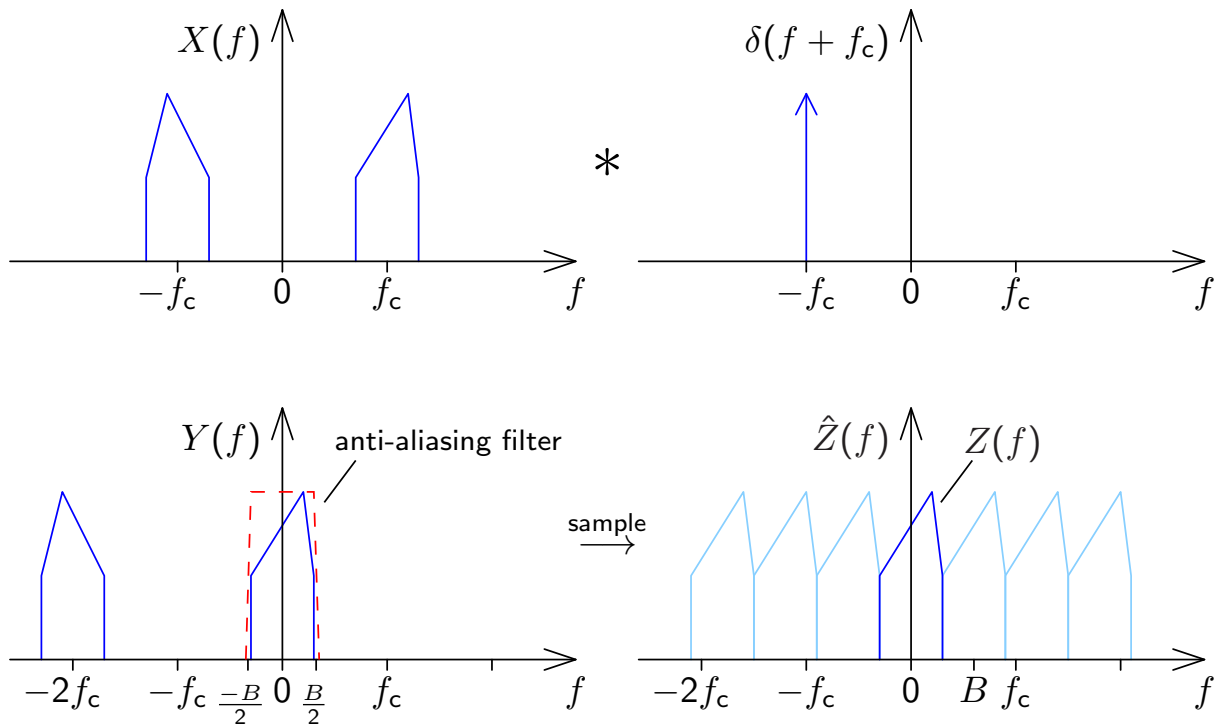 X(f)
δ(f + f_c)
*
−f_c 0 f_c f
−f_c 0 f_c f
Y(f)
anti-aliasing filter
sample
⟶
Ẑ(f)
Z(f)
−2f_c −f_c −B/2 0 B/2 f_c f
−2f_c −f_c 0 B f_c f